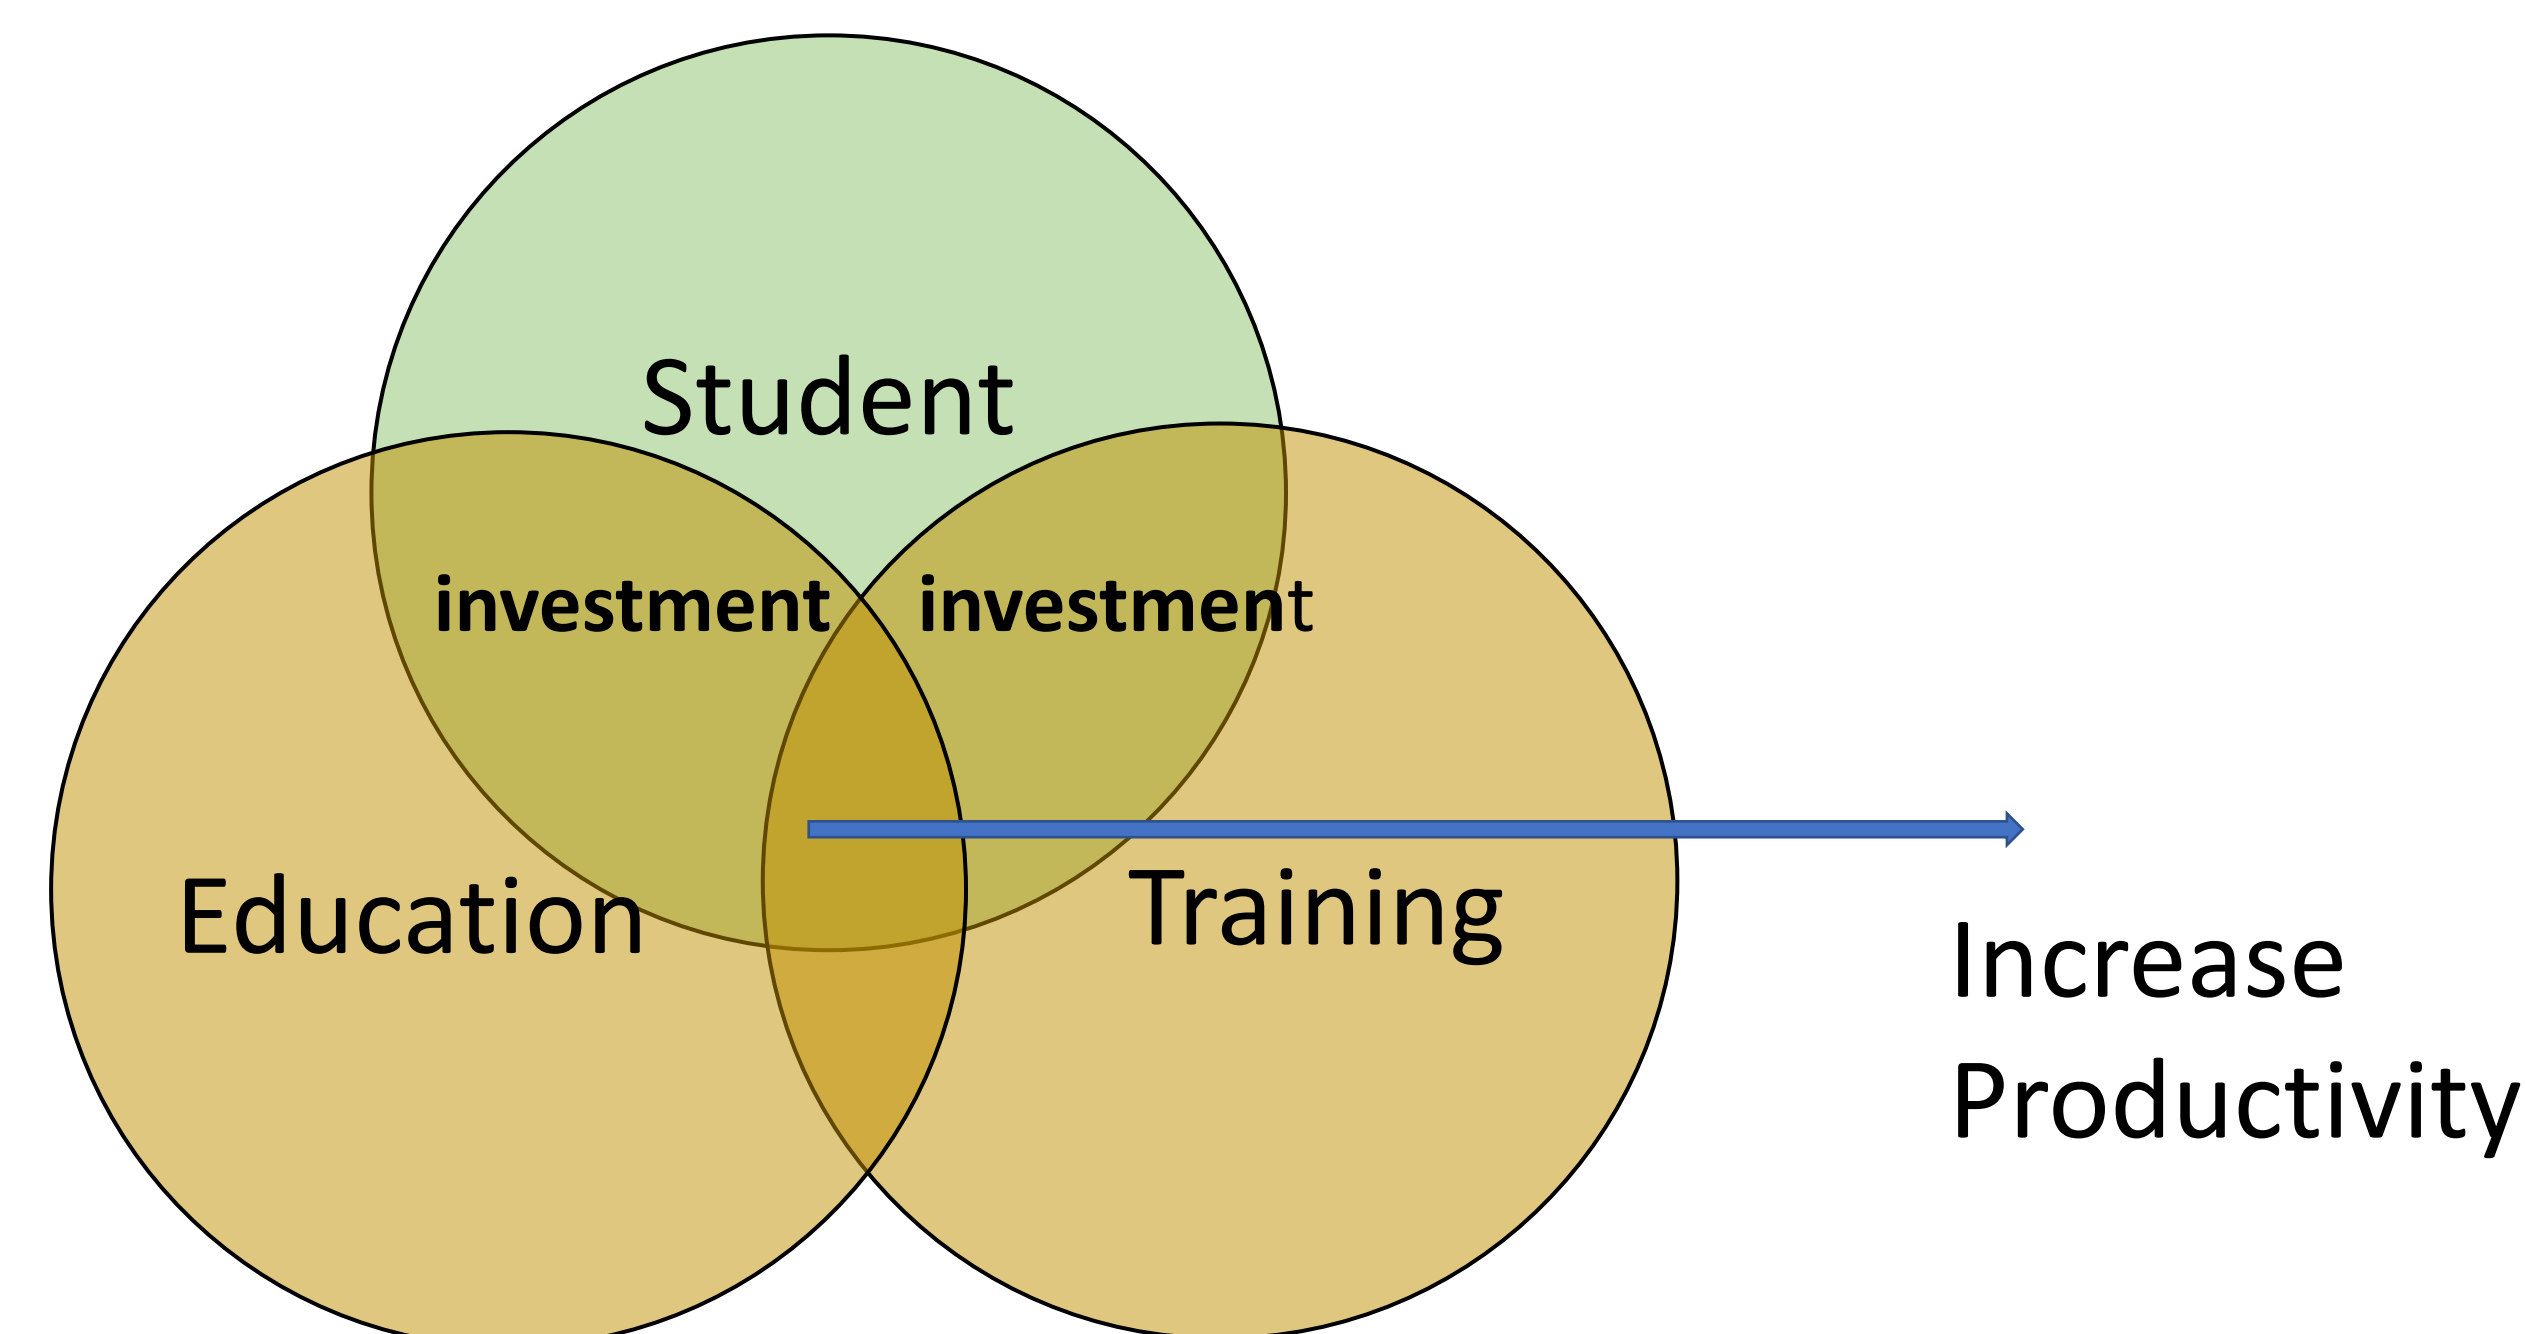 Student
investment investment
Education
Training
Increase
Productivity